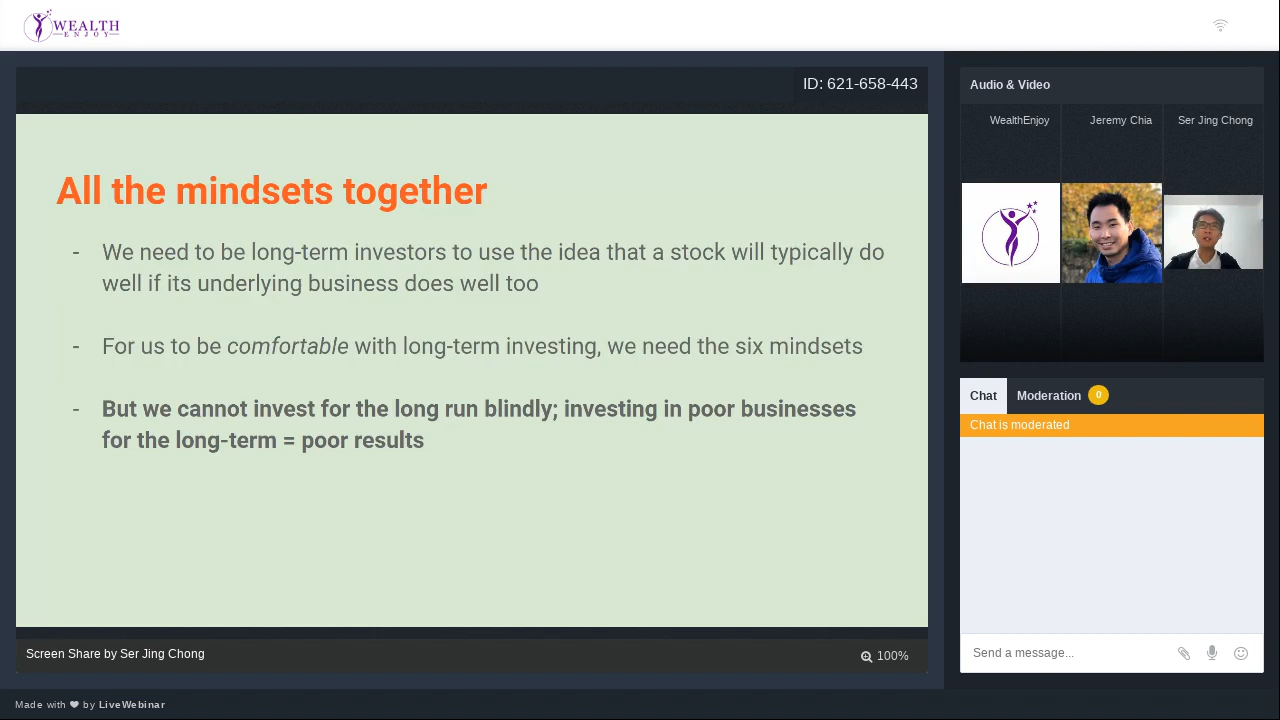 WEALTH
ENJOY
ID: 621-658-443
All the mindsets together
- We need to be long-term investors to use the idea that a stock will typically do
well if its underlying business does well too
- For us to be comfortable with long-term investing, we need the six mindsets
- But we cannot invest for the long run blindly; investing in poor businesses
for the long-term = poor results
Screen Share by Ser Jing Chong
100%
Audio & Video
WealthEnjoy
Jeremy Chia
Ser Jing Chong
Chat
Moderation 0
Chat is moderated
Send a message...
Made with ❤ by LiveWebinar